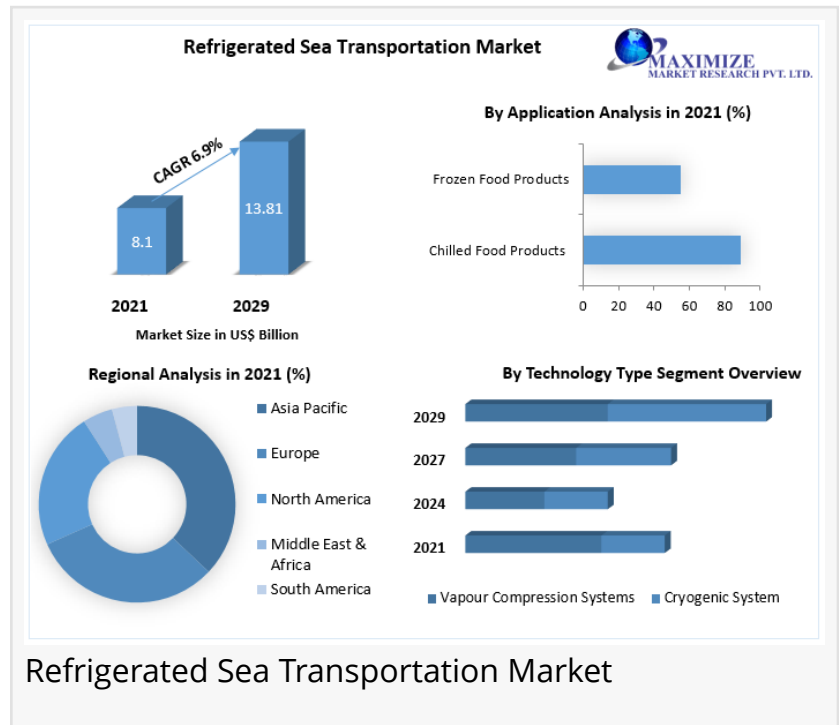 Refrigerated Sea Transportation Market
MAXIMIZE
MARKET RESEARCH PVT. LTD.
CAGR 6.9%
8.1
13.81
2021
2029
Market Size in US$ Billion
By Application Analysis in 2021 (%)
Frozen Food Products
Chilled Food Products
0 20 40 60 80 100
Regional Analysis in 2021 (%)
Asia Pacific
Europe
North America
Middle East &
Africa
South America
By Technology Type Segment Overview
2029
2027
2024
2021
Vapour Compression Systems Cryogenic System
Refrigerated Sea Transportation Market